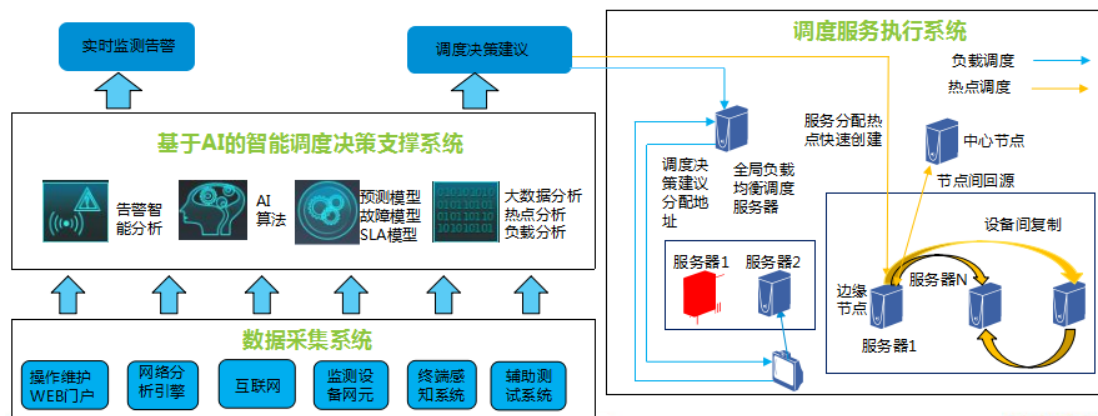 实时监测告警
调度决策建议
基于AI的智能调度决策支撑系统
告警智
能分析
AI
算法
预测模型
故障模型
SLA模型
大数据分析
热点分析
负载分析
数据采集系统
操作维护
WEB门户
网络分
析引擎
互联网
监测设
备网元
终端感
知系统
辅助测
试系统
调度服务执行系统
负载调度
热点调度
服务分配热
点快速创建
中心节点
节点间回源
调度决
策建议
分配地
址
全局负载
均衡调度
服务器
服务器1
服务器2
设备间复制
边缘
节点
服务器N
服务器1